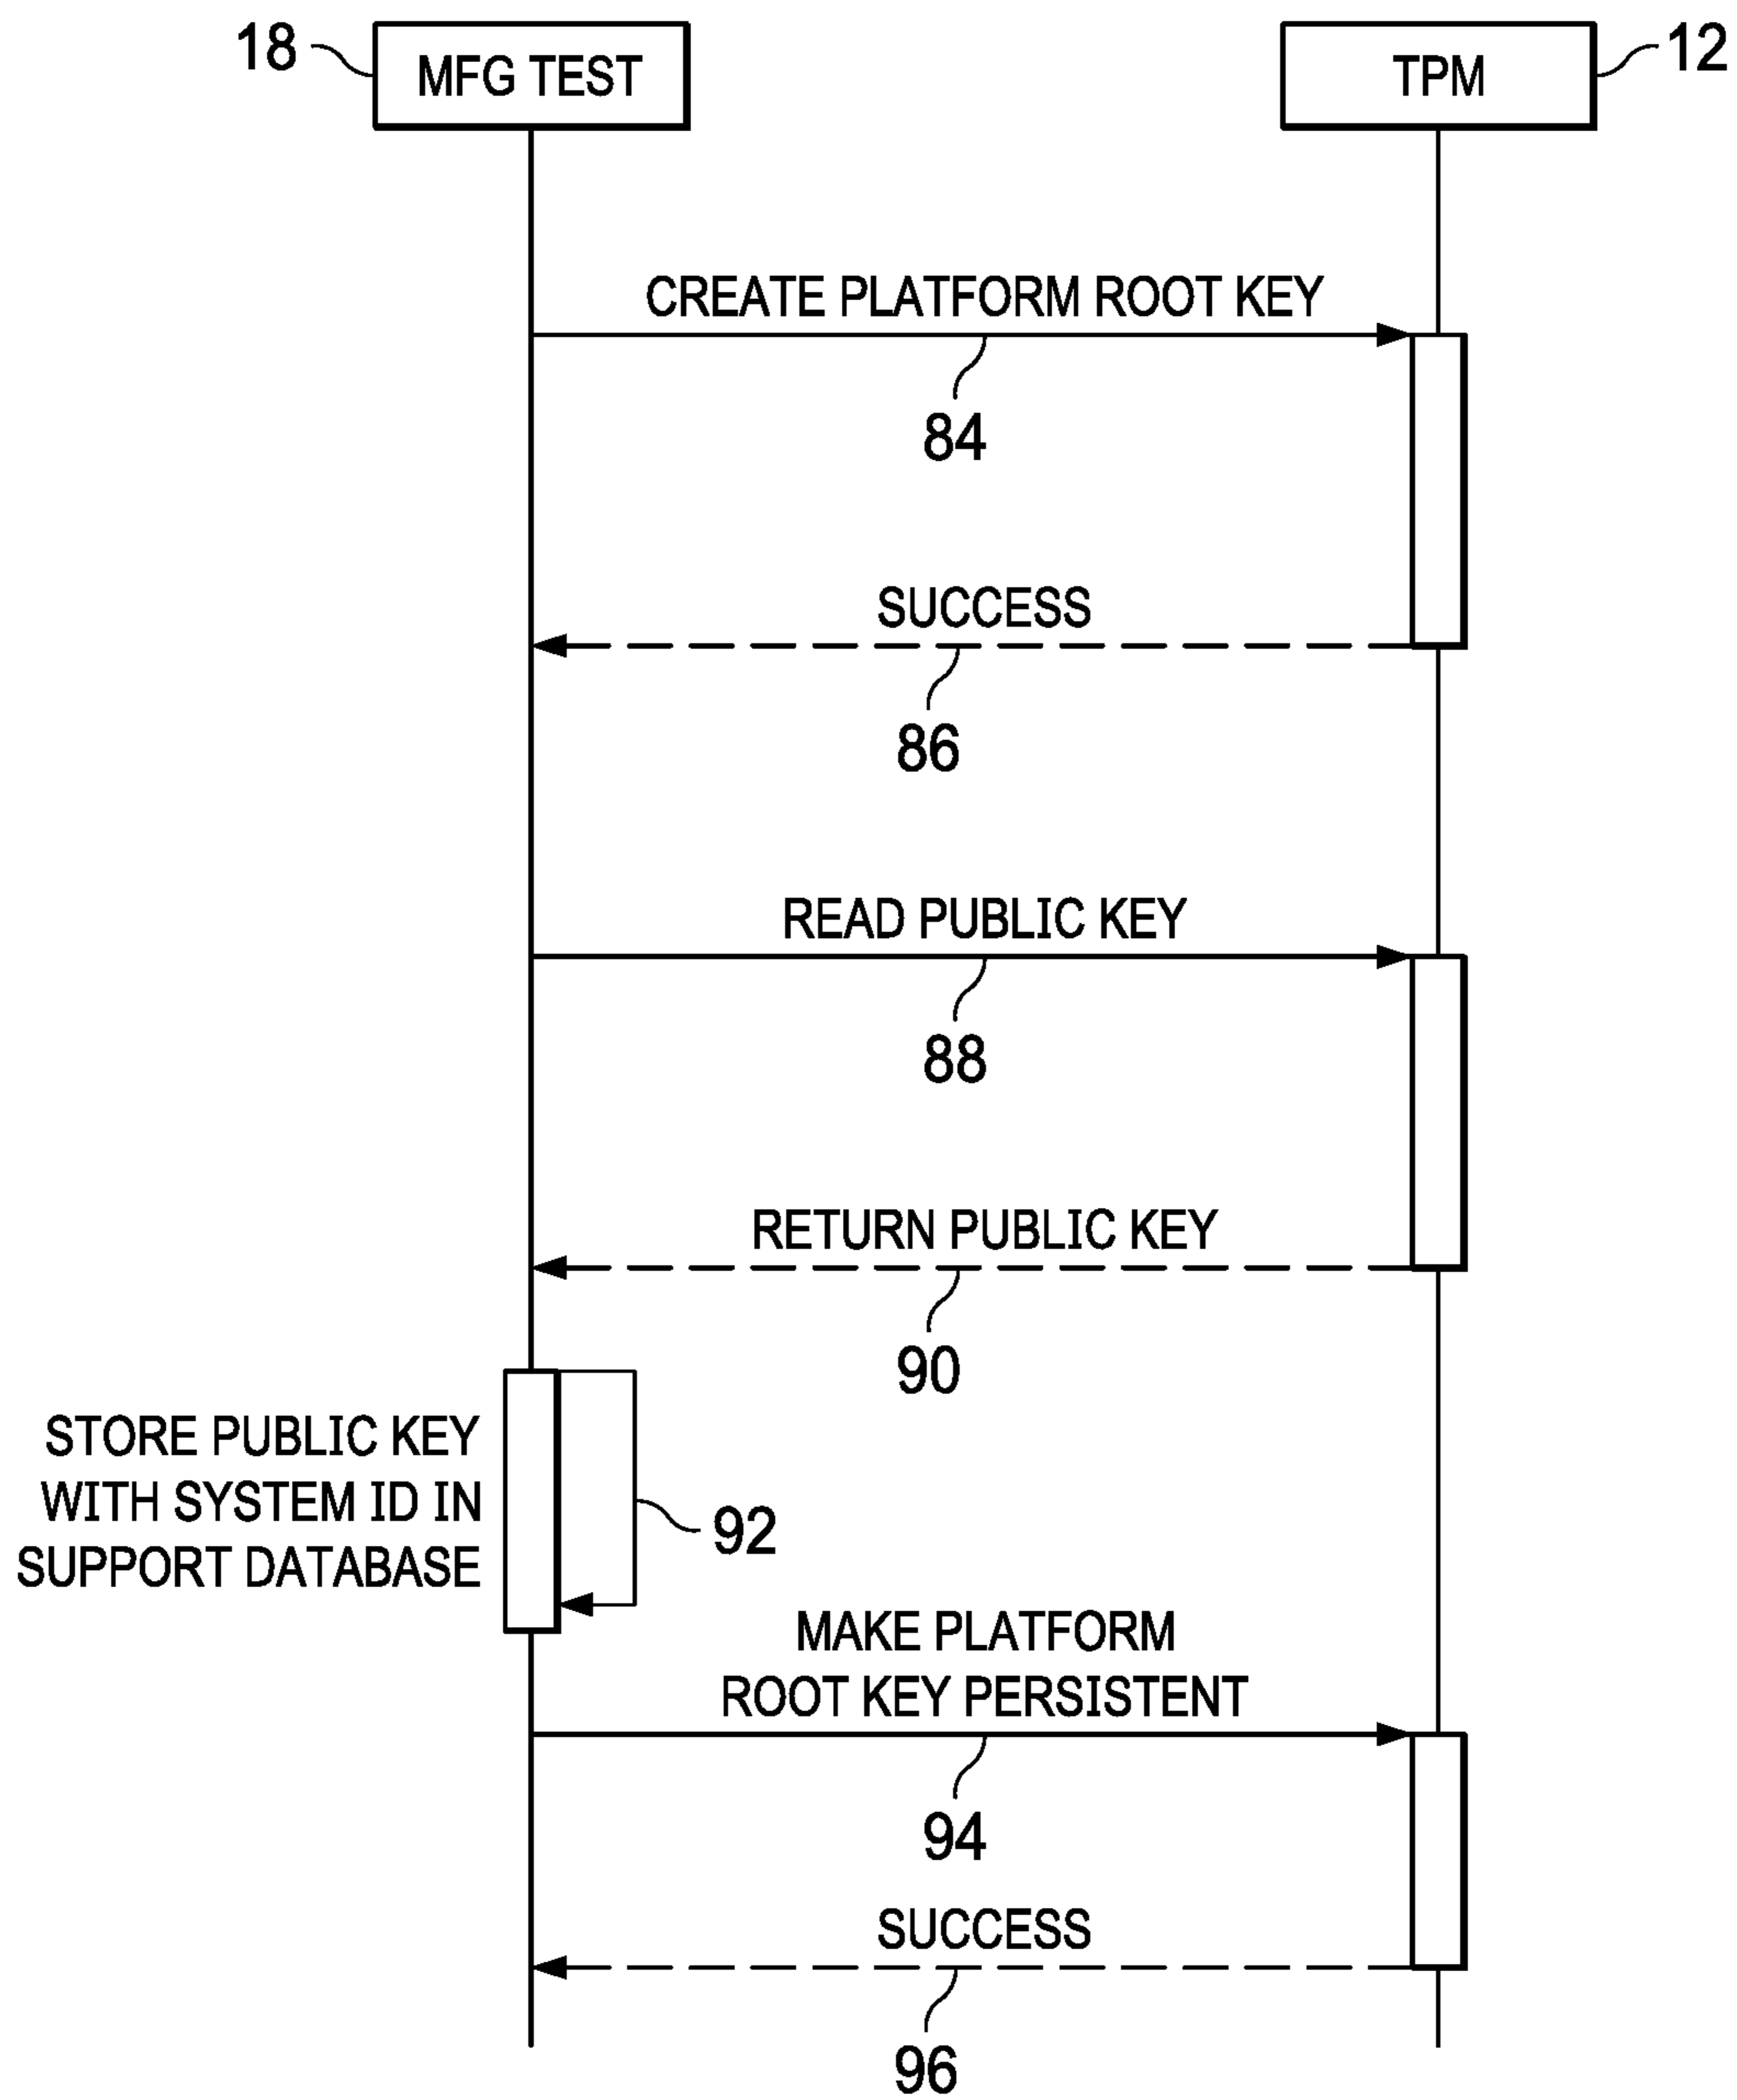 18
MFG TEST
TPM
12
CREATE PLATFORM ROOT KEY
84
SUCCESS
86
READ PUBLIC KEY
88
RETURN PUBLIC KEY
90
STORE PUBLIC KEY
WITH SYSTEM ID IN
SUPPORT DATABASE
92
MAKE PLATFORM
ROOT KEY PERSISTENT
94
SUCCESS
96